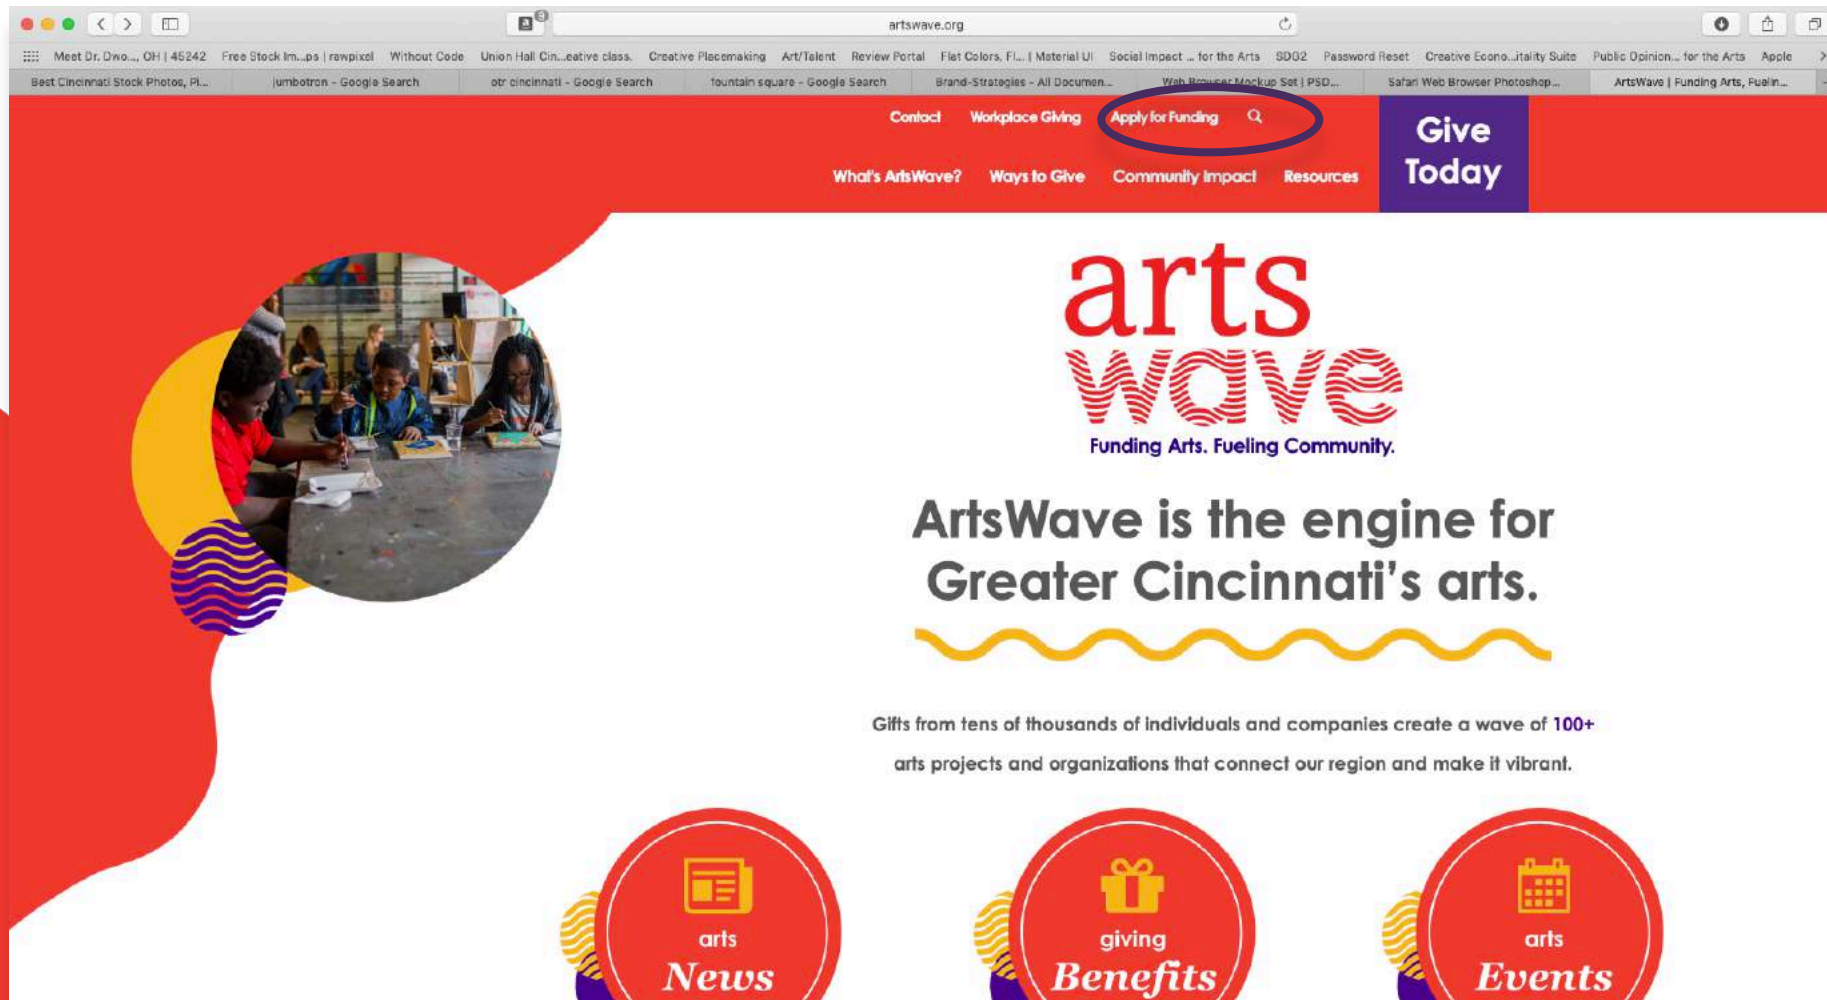 artswave.org
Meet Dr. Dwo..., OH | 45242 Free Stock Im...ps | rawpixel Without Code Union Hall Cin...eative class. Creative Placemaking Art/Talent Review Portal Flat Colors, Fl... | Material UI Social Impact ... for the Arts SD02 Password Reset Creative Econo...itality Suite Public Opinion... for the Arts Apple
Best Cincinnati Stock Photos, Pi... jumbotron - Google Search otr cincinnati - Google Search fountain square - Google Search Brand-Strategies - All Documen... Web Browser Mockup Set | PSD... Safari Web Browser Photoshop... ArtsWave | Funding Arts, Fuelin...
Contact Workplace Giving Apply for Funding
Give
Today
What's ArtsWave? Ways to Give Community Impact Resources
arts
wave
Funding Arts. Fueling Community.
ArtsWave is the engine for
Greater Cincinnati's arts.
Gifts from tens of thousands of individuals and companies create a wave of 100+
arts projects and organizations that connect our region and make it vibrant.
arts
News
giving
Benefits
arts
Events